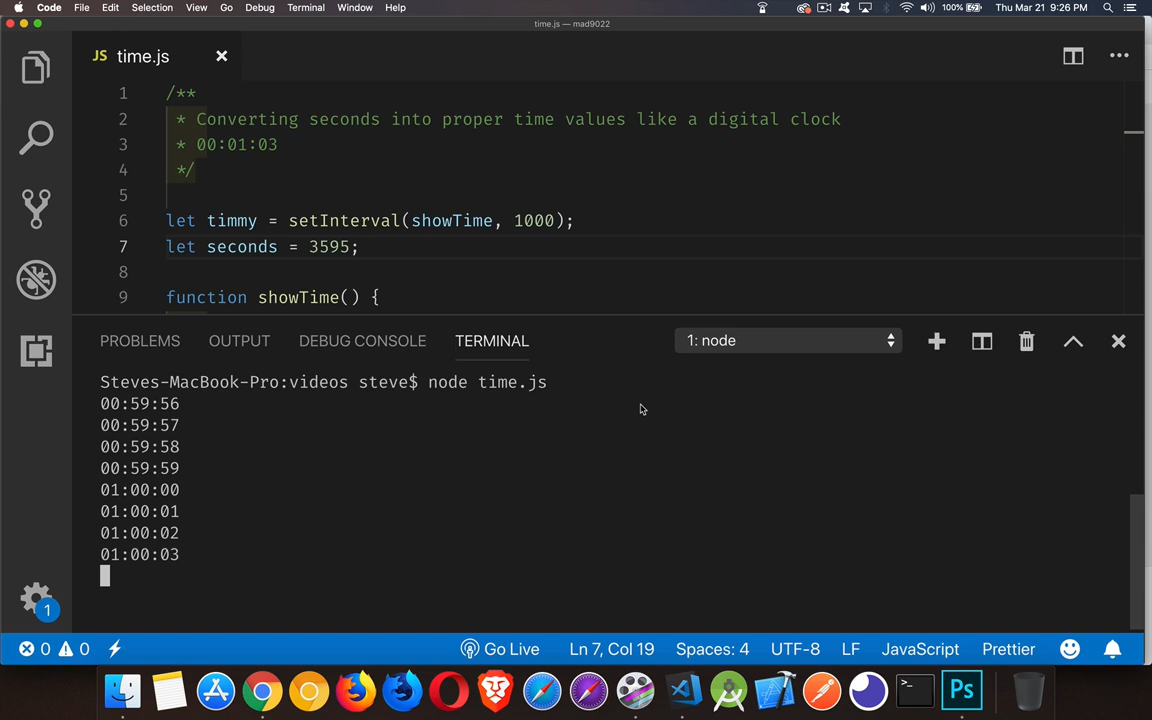 Code File Edit Selection View Go Debug Terminal Window Help 100% Thu Mar 21 9:26 PM
time.js — mad9022
JS time.js
1 /**
2 * Converting seconds into proper time values like a digital clock
3 * 00:01:03
4 */
5
6 let timmy = setInterval(showTime, 1000);
7 let seconds = 3595;
8
9 function showTime() {
PROBLEMS OUTPUT DEBUG CONSOLE TERMINAL 1: node
Steves-MacBook-Pro:videos steve$ node time.js
00:59:56
00:59:57
00:59:58
00:59:59
01:00:00
01:00:01
01:00:02
01:00:03
1
0 0 Go Live Ln 7, Col 19 Spaces: 4 UTF-8 LF JavaScript Prettier
>_ Ps